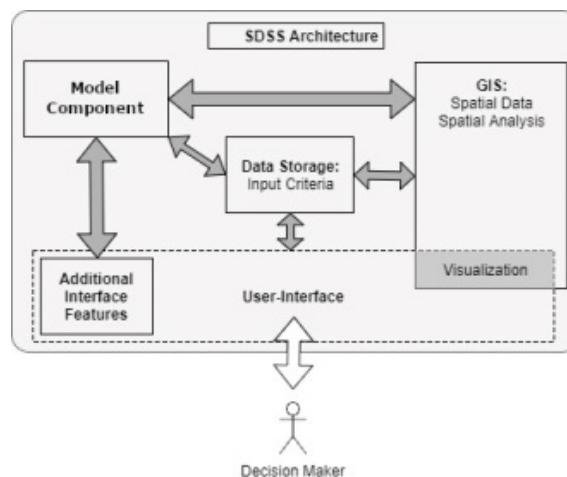 SDSS Architecture
Model
Component
GIS:
Spatial Data
Spatial Analysis
Data Storage:
Input Criteria
Additional
Interface
Features
User-Interface
Visualization
Decision Maker